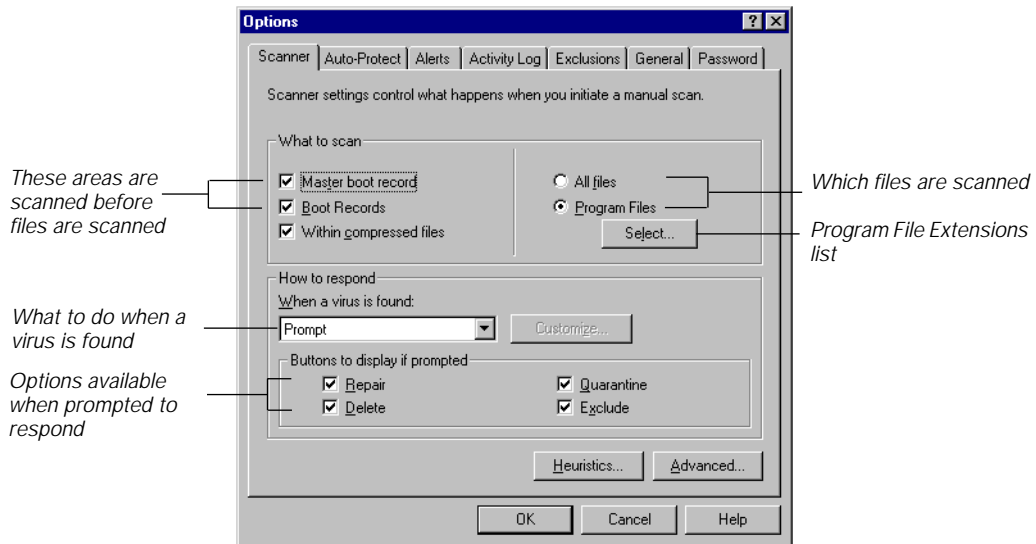 Options
Scanner Auto-Protect Alerts Activity Log Exclusions General Password
Scanner settings control what happens when you initiate a manual scan.
What to scan
These areas are
scanned before
files are scanned
Master boot record
Boot Records
Within compressed files
All files
Program Files
Select...
Which files are scanned
Program File Extensions
list
How to respond
When a virus is found:
What to do when a
virus is found
Prompt
Customize...
Buttons to display if prompted
Options available
when prompted to
respond
Repair
Delete
Quarantine
Exclude
Heuristics...
Advanced...
OK
Cancel
Help